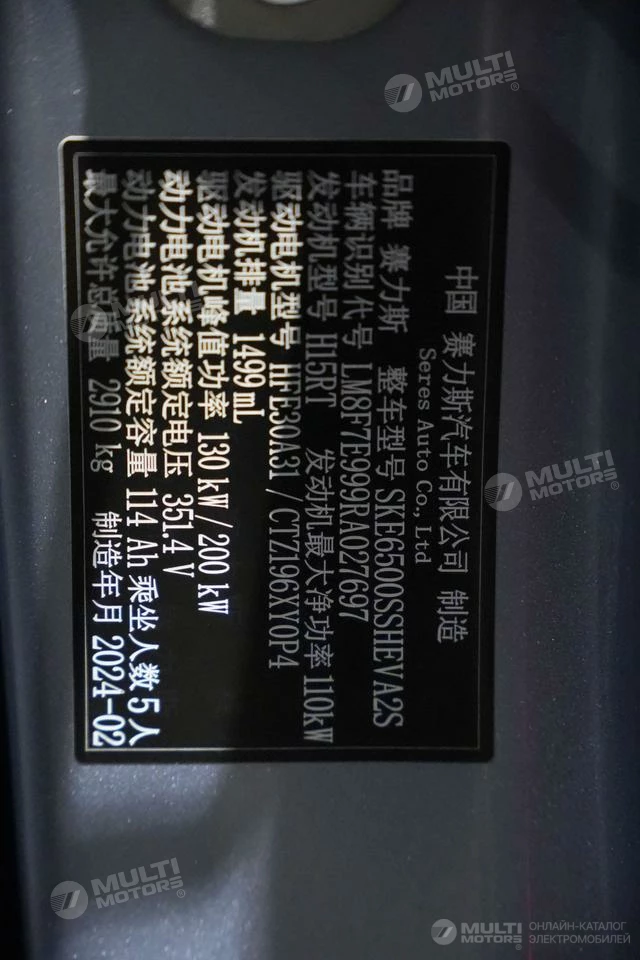 中国 赛力斯汽车有限公司 制造
Seres Auto Co., Ltd
品牌 赛力斯 整车型号 SKE6500SSHEVA2S
车辆识别代号 LM8F7E999RA027697
发动机型号 H15RT 发动机最大净功率 110kW
驱动电机型号 HFE30A31 / CTZ196XY0P4
发动机排量 1499 mL
驱动电机峰值功率 130 kW / 200 kW
动力电池系统额定电压 351.4 V
动力电池系统额定容量 114 Ah 乘坐人数 5 人
最大允许总质量 2910 kg 制造年月 2024-02
MULTI MOTORS®
MULTI MOTORS®
MULTI MOTORS®
MULTI MOTORS®
ОНЛАЙН-КАТАЛОГ
ЭЛЕКТРОМОБИЛЕЙ